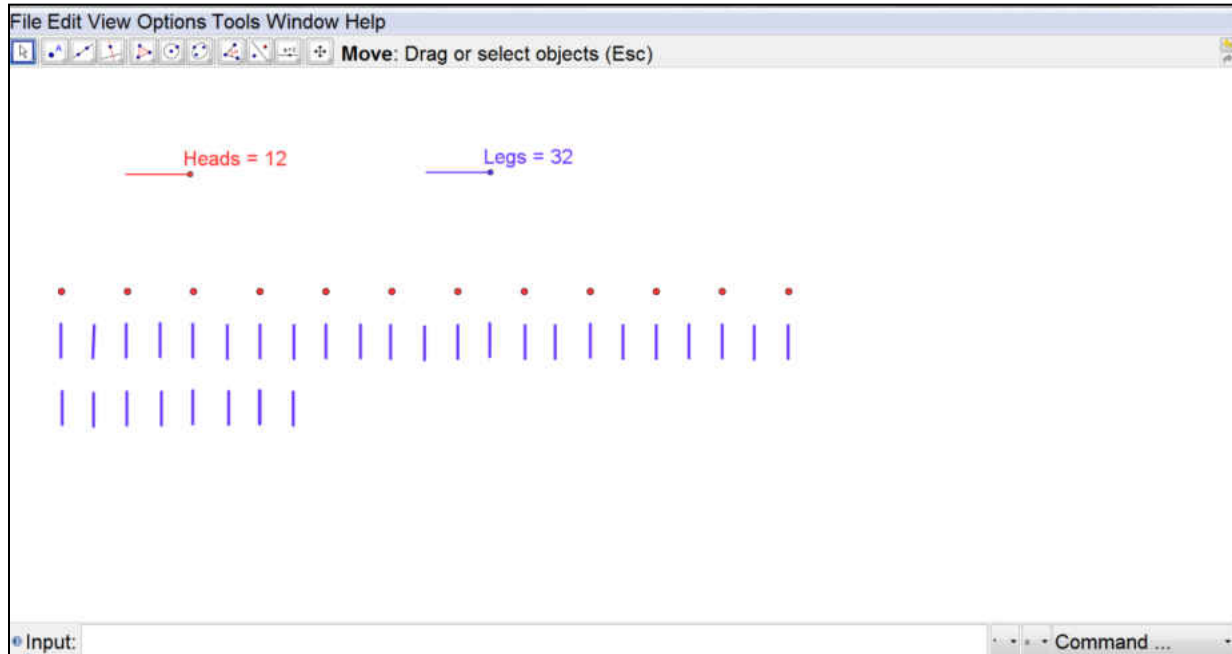 File Edit View Options Tools Window Help
Move: Drag or select objects (Esc)
Heads = 12
Legs = 32
Input:
Command ...